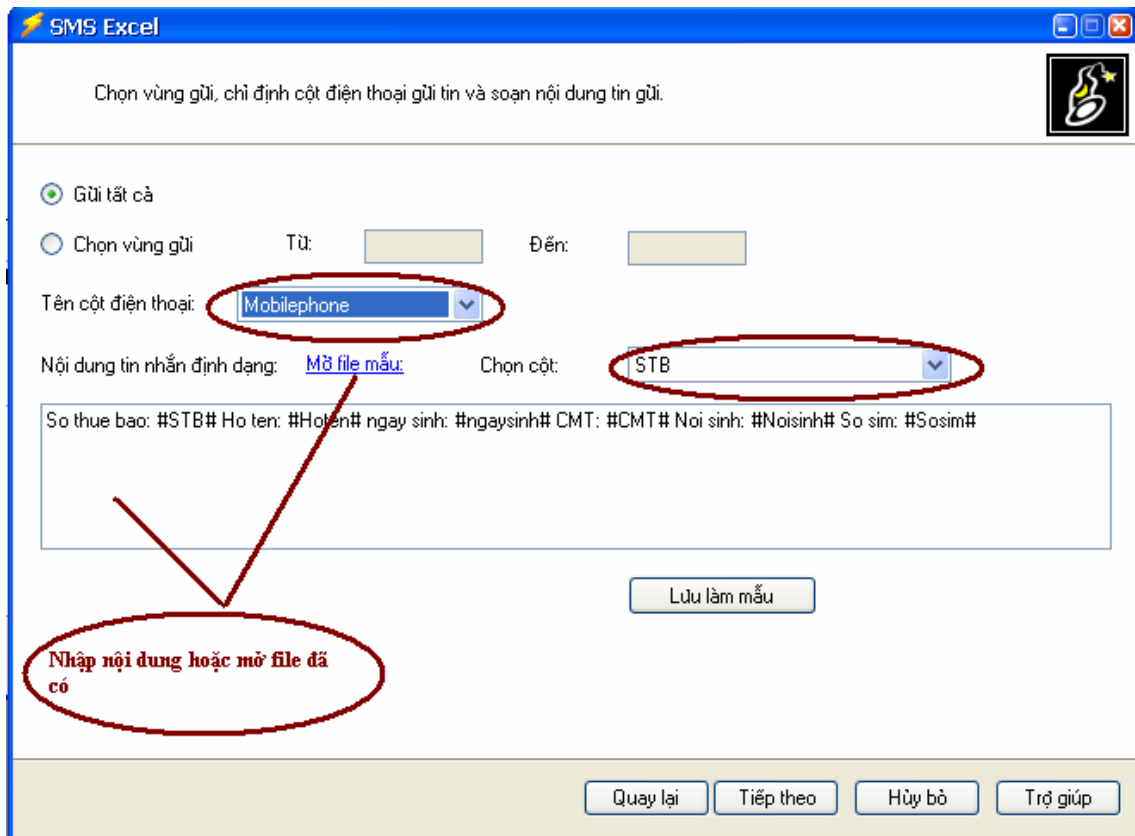 SMS Excel
Chọn vùng gửi, chỉ định cột điện thoại gửi tin và soạn nội dung tin gửi.
Gửi tất cả
Chọn vùng gửi Từ: Đến:
Tên cột điện thoại: Mobilephone
Nội dung tin nhắn định dạng: Mở file mẫu: Chọn cột: STB
So thue bao: #STB# Ho ten: #Hoten# ngay sinh: #ngaysinh# CMT: #CMT# Noi sinh: #Noisinh# So sim: #Sosim#
Lưu làm mẫu
Nhập nội dung hoặc mở file đã
có
Quay lại Tiếp theo Hủy bỏ Trợ giúp